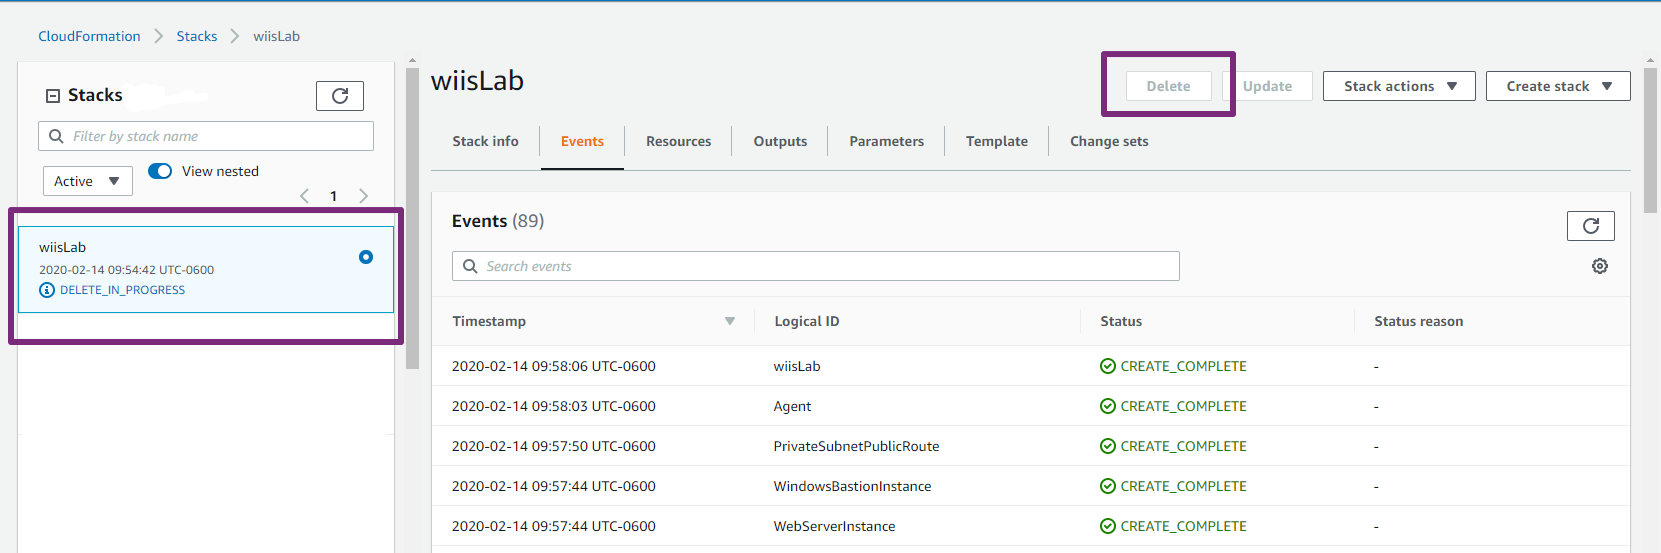 CloudFormation > Stacks > wiisLab
Stacks
Filter by stack name
Active View nested
1
wiisLab
2020-02-14 09:54:42 UTC-0600
DELETE_IN_PROGRESS
wiisLab
Delete Update Stack actions Create stack
Stack info Events Resources Outputs Parameters Template Change sets
Events (89)
Search events
Timestamp Logical ID Status Status reason
2020-02-14 09:58:06 UTC-0600 wiisLab CREATE_COMPLETE -
2020-02-14 09:58:03 UTC-0600 Agent CREATE_COMPLETE -
2020-02-14 09:57:50 UTC-0600 PrivateSubnetPublicRoute CREATE_COMPLETE -
2020-02-14 09:57:44 UTC-0600 WindowsBastionInstance CREATE_COMPLETE -
2020-02-14 09:57:44 UTC-0600 WebServerInstance CREATE_COMPLETE -